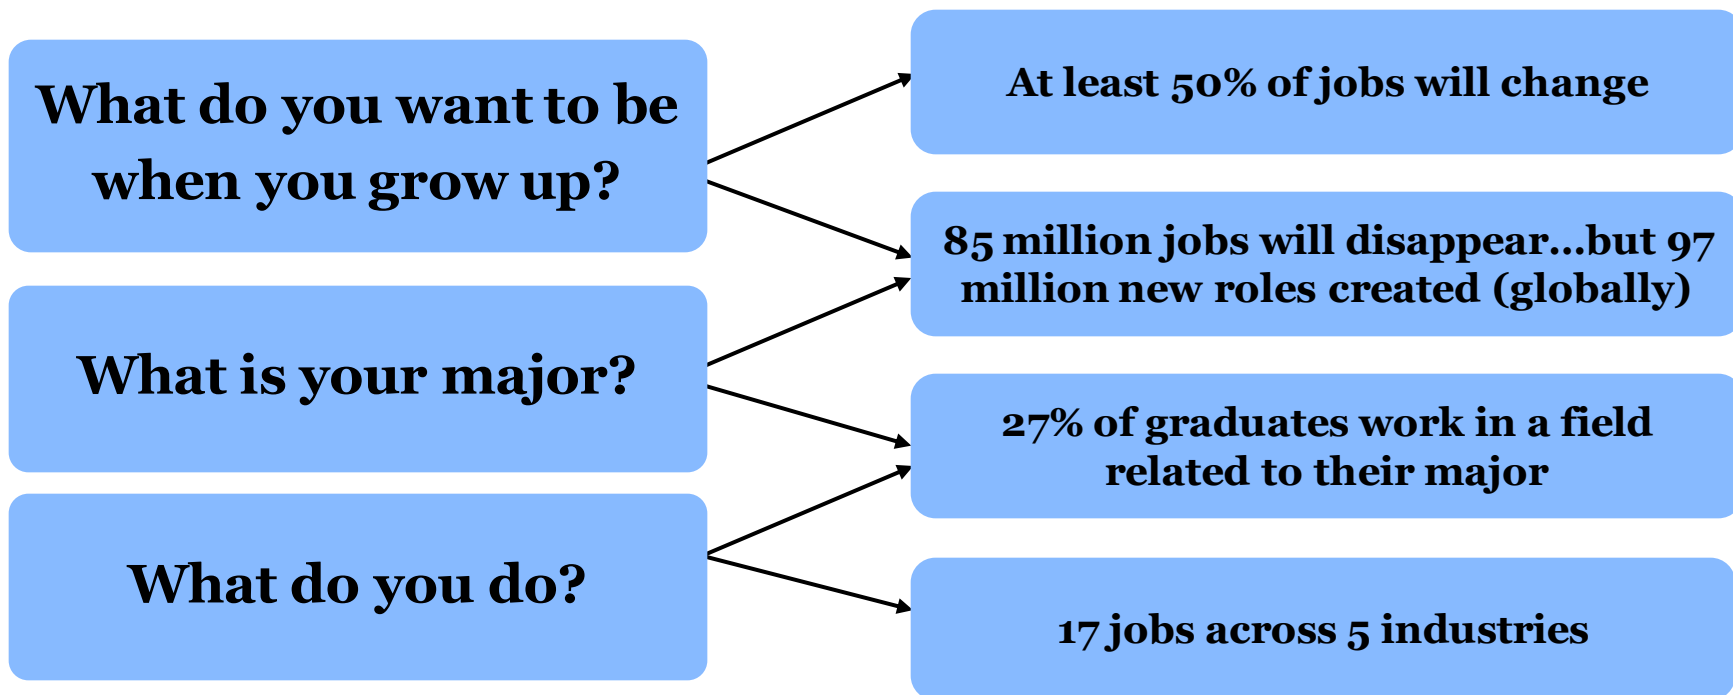 What do you want to be
when you grow up?
What is your major?
What do you do?
At least 50% of jobs will change
85 million jobs will disappear...but 97
million new roles created (globally)
27% of graduates work in a field
related to their major
17 jobs across 5 industries